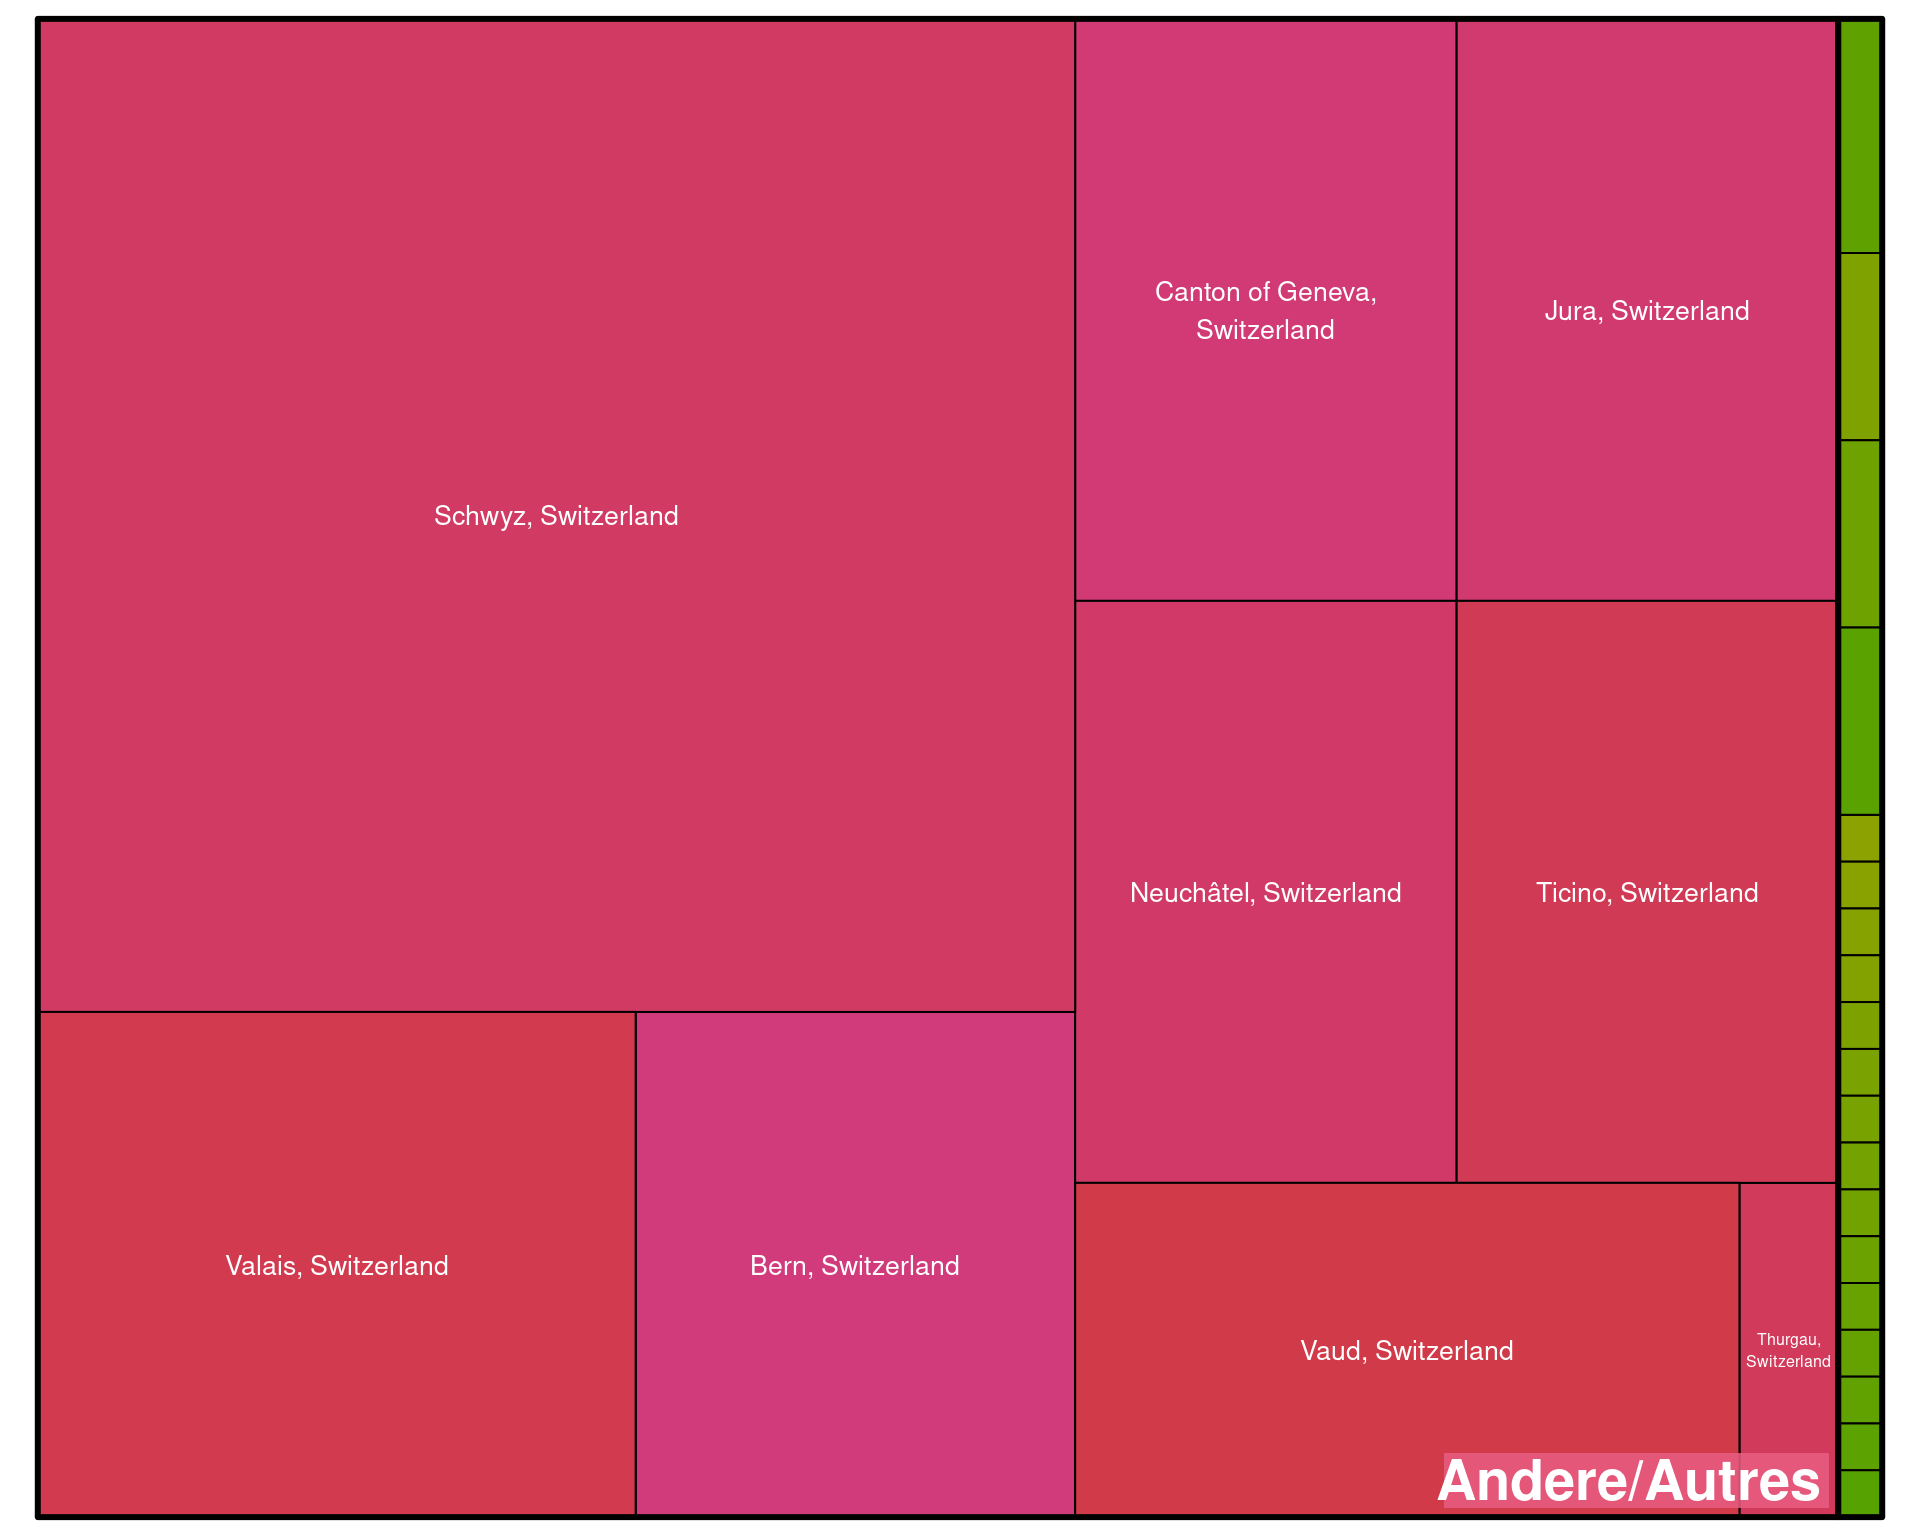 Canton of Geneva,
Switzerland
Jura, Switzerland
Schwyz, Switzerland
Neuchâtel, Switzerland
Ticino, Switzerland
Valais, Switzerland
Bern, Switzerland
Vaud, Switzerland
Thurgau,
Switzerland
Andere/Autres